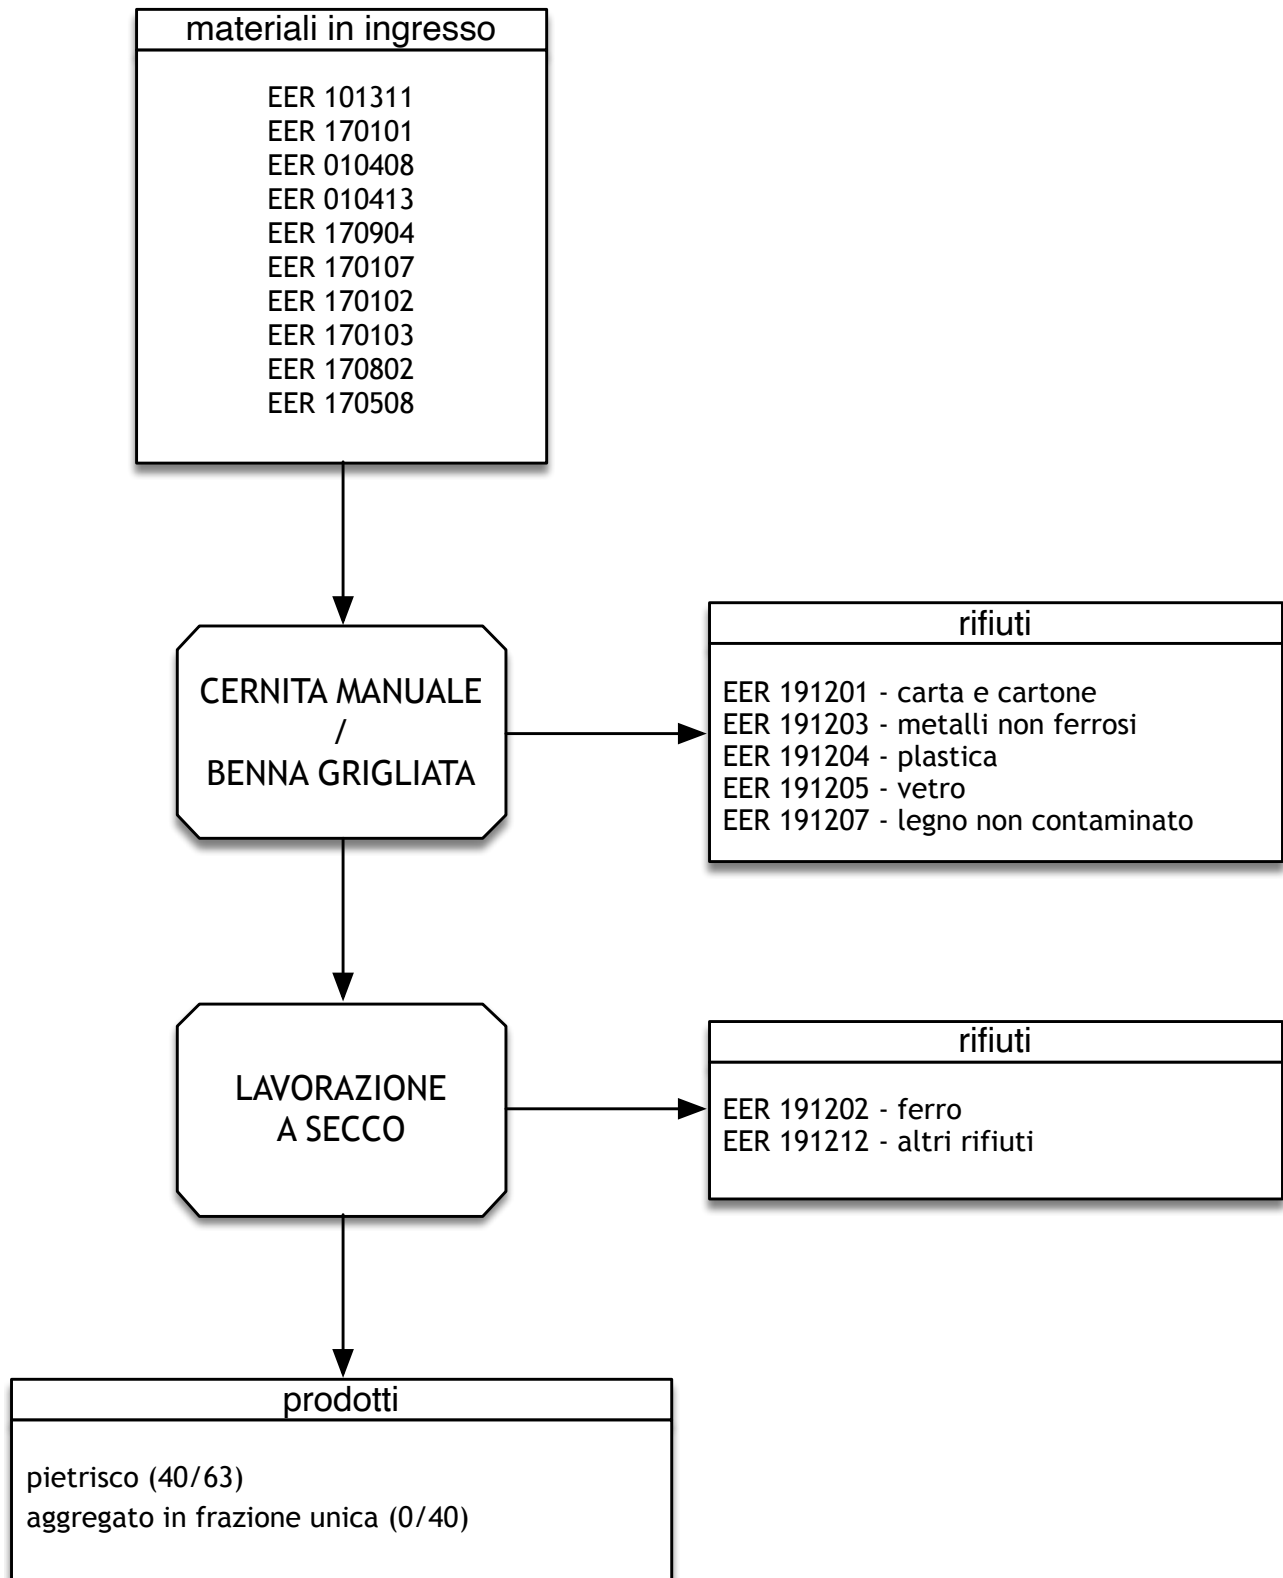 materiali in ingresso
EER 101311
EER 170101
EER 010408
EER 010413
EER 170904
EER 170107
EER 170102
EER 170103
EER 170802
EER 170508
CERNITA MANUALE
/
BENNA GRIGLIATA
rifiuti
EER 191201 - carta e cartone
EER 191203 - metalli non ferrosi
EER 191204 - plastica
EER 191205 - vetro
EER 191207 - legno non contaminato
LAVORAZIONE
A SECCO
rifiuti
EER 191202 - ferro
EER 191212 - altri rifiuti
prodotti
pietrisco (40/63)
aggregato in frazione unica (0/40)